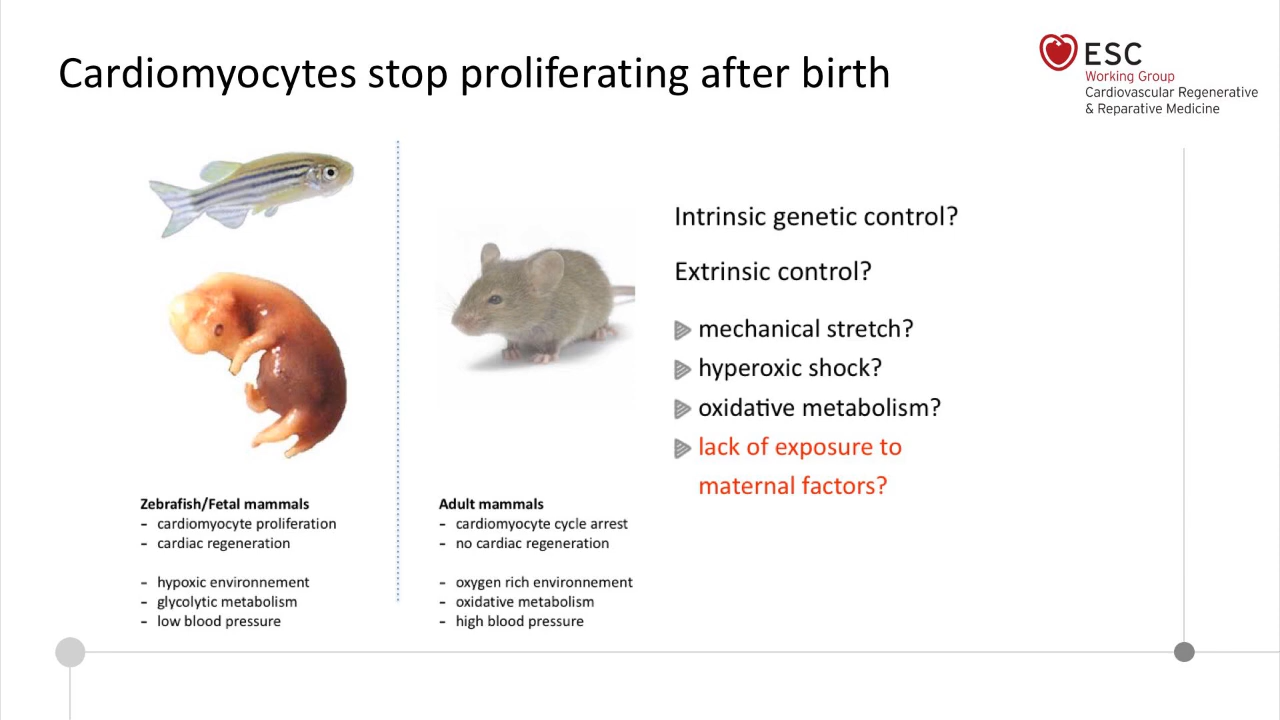 Cardiomyocytes stop proliferating after birth
ESC
Working Group
Cardiovascular Regenerative
& Reparative Medicine
Intrinsic genetic control?
Extrinsic control?
mechanical stretch?
hyperoxic shock?
oxidative metabolism?
lack of exposure to
maternal factors?
Zebrafish/Fetal mammals
- cardiomyocyte proliferation
- cardiac regeneration
- hypoxic environnement
- glycolytic metabolism
- low blood pressure
Adult mammals
- cardiomyocyte cycle arrest
- no cardiac regeneration
- oxygen rich environnement
- oxidative metabolism
- high blood pressure